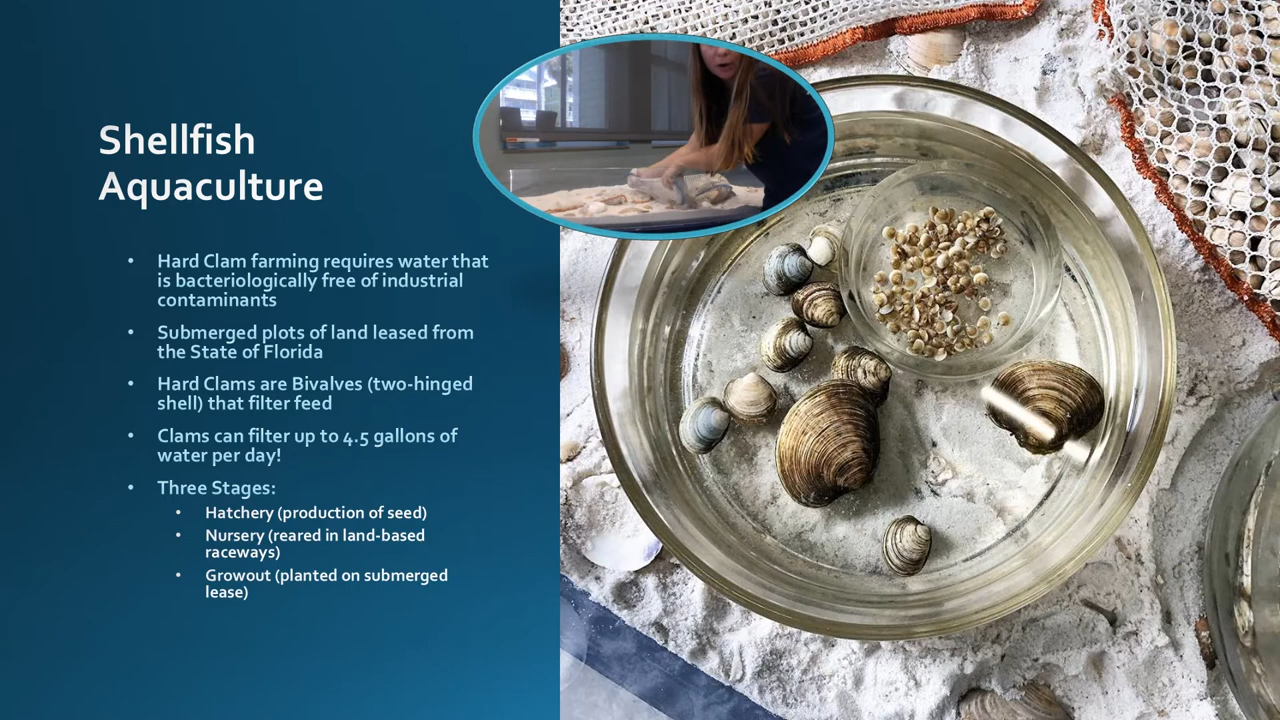 Shellfish
Aquaculture
• Hard Clam farming requires water that
is bacteriologically free of industrial
contaminants
• Submerged plots of land leased from
the State of Florida
• Hard Clams are Bivalves (two-hinged
shell) that filter feed
• Clams can filter up to 4.5 gallons of
water per day!
• Three Stages:
• Hatchery (production of seed)
• Nursery (reared in land-based
raceways)
• Growout (planted on submerged
lease)